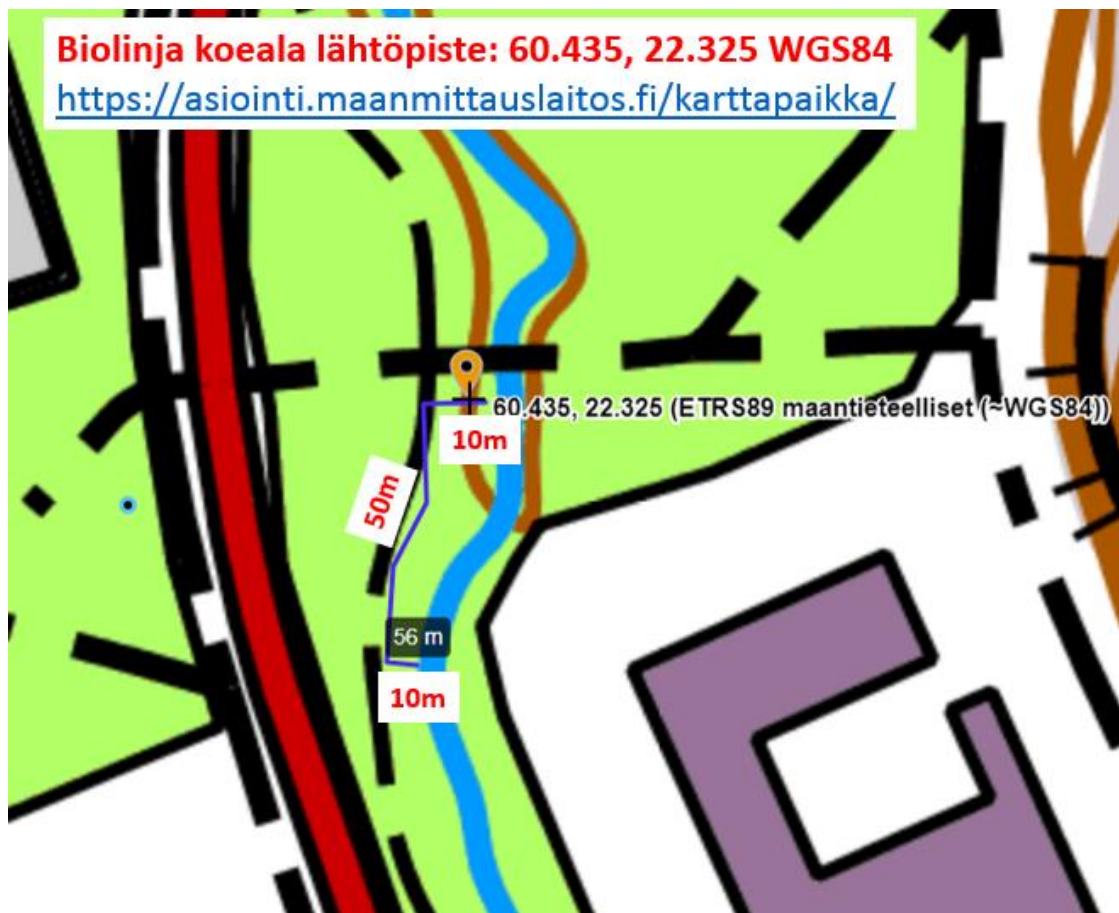 Biolinja koeala lähtöpiste: 60.435, 22.325 WGS84
https://asiointi.maanmittauslaitos.fi/karttapaikka/
60.435, 22.325 (ETRS89 maantieteelliset (~WGS84))
10m
50m
56 m
10m